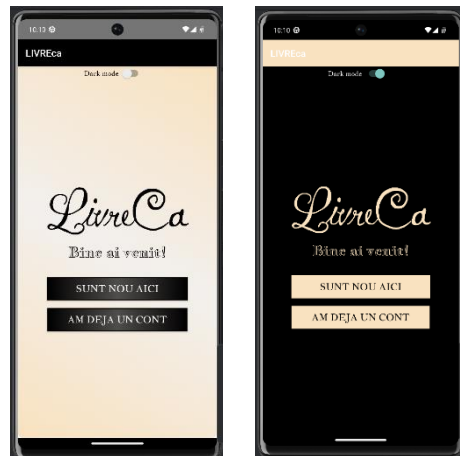 10:13
LIVREca
Dark mode
LivreCa
Bine ai venit!
SUNT NOU AICI
AM DEJA UN CONT
10:10
LIVREca
Dark mode
LivreCa
Bine ai venit!
SUNT NOU AICI
AM DEJA UN CONT